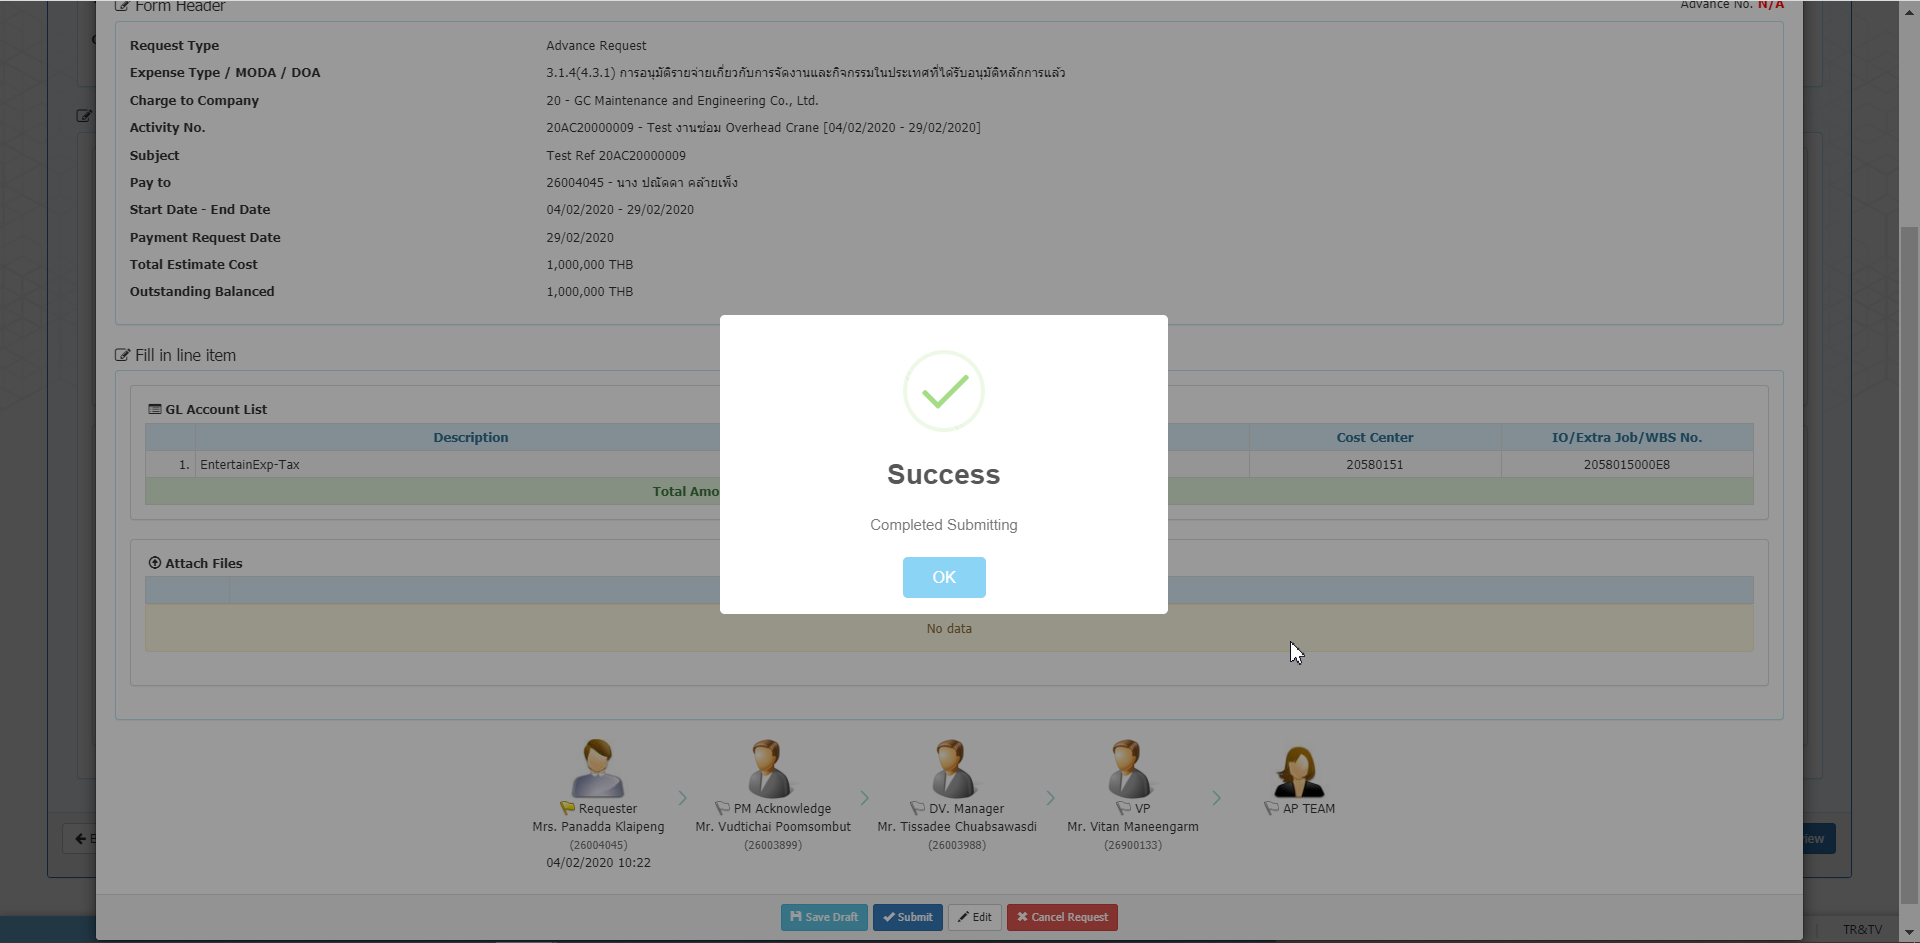 Form Header
Advance No. N/A
Request Type Advance Request
Expense Type / MODA / DOA 3.1.4(4.3.1) การอนุมัติรายจ่ายเกี่ยวกับการจัดงานและกิจกรรมในประเทศที่ได้รับอนุมัติหลักการแล้ว
Charge to Company 20 - GC Maintenance and Engineering Co., Ltd.
Activity No. 20AC20000009 - Test งานซ่อม Overhead Crane [04/02/2020 - 29/02/2020]
Subject Test Ref 20AC20000009
Pay to 26004045 - นาง ปณัดดา คล้ายเพ็ง
Start Date - End Date 04/02/2020 - 29/02/2020
Payment Request Date 29/02/2020
Total Estimate Cost 1,000,000 THB
Outstanding Balanced 1,000,000 THB
Fill in line item
GL Account List
Description Cost Center IO/Extra Job/WBS No.
1. EntertainExp-Tax 20580151 2058015000E8
Total Amo
Success
Completed Submitting
OK
Attach Files
No data
Requester
Mrs. Panadda Klaipeng
(26004045)
04/02/2020 10:22
PM Acknowledge
Mr. Vudtichai Poomsombut
(26003899)
DV. Manager
Mr. Tissadee Chuabsawasdi
(26003988)
VP
Mr. Vitan Maneengarm
(26900133)
AP TEAM
Save Draft Submit Edit Cancel Request
TR&TV